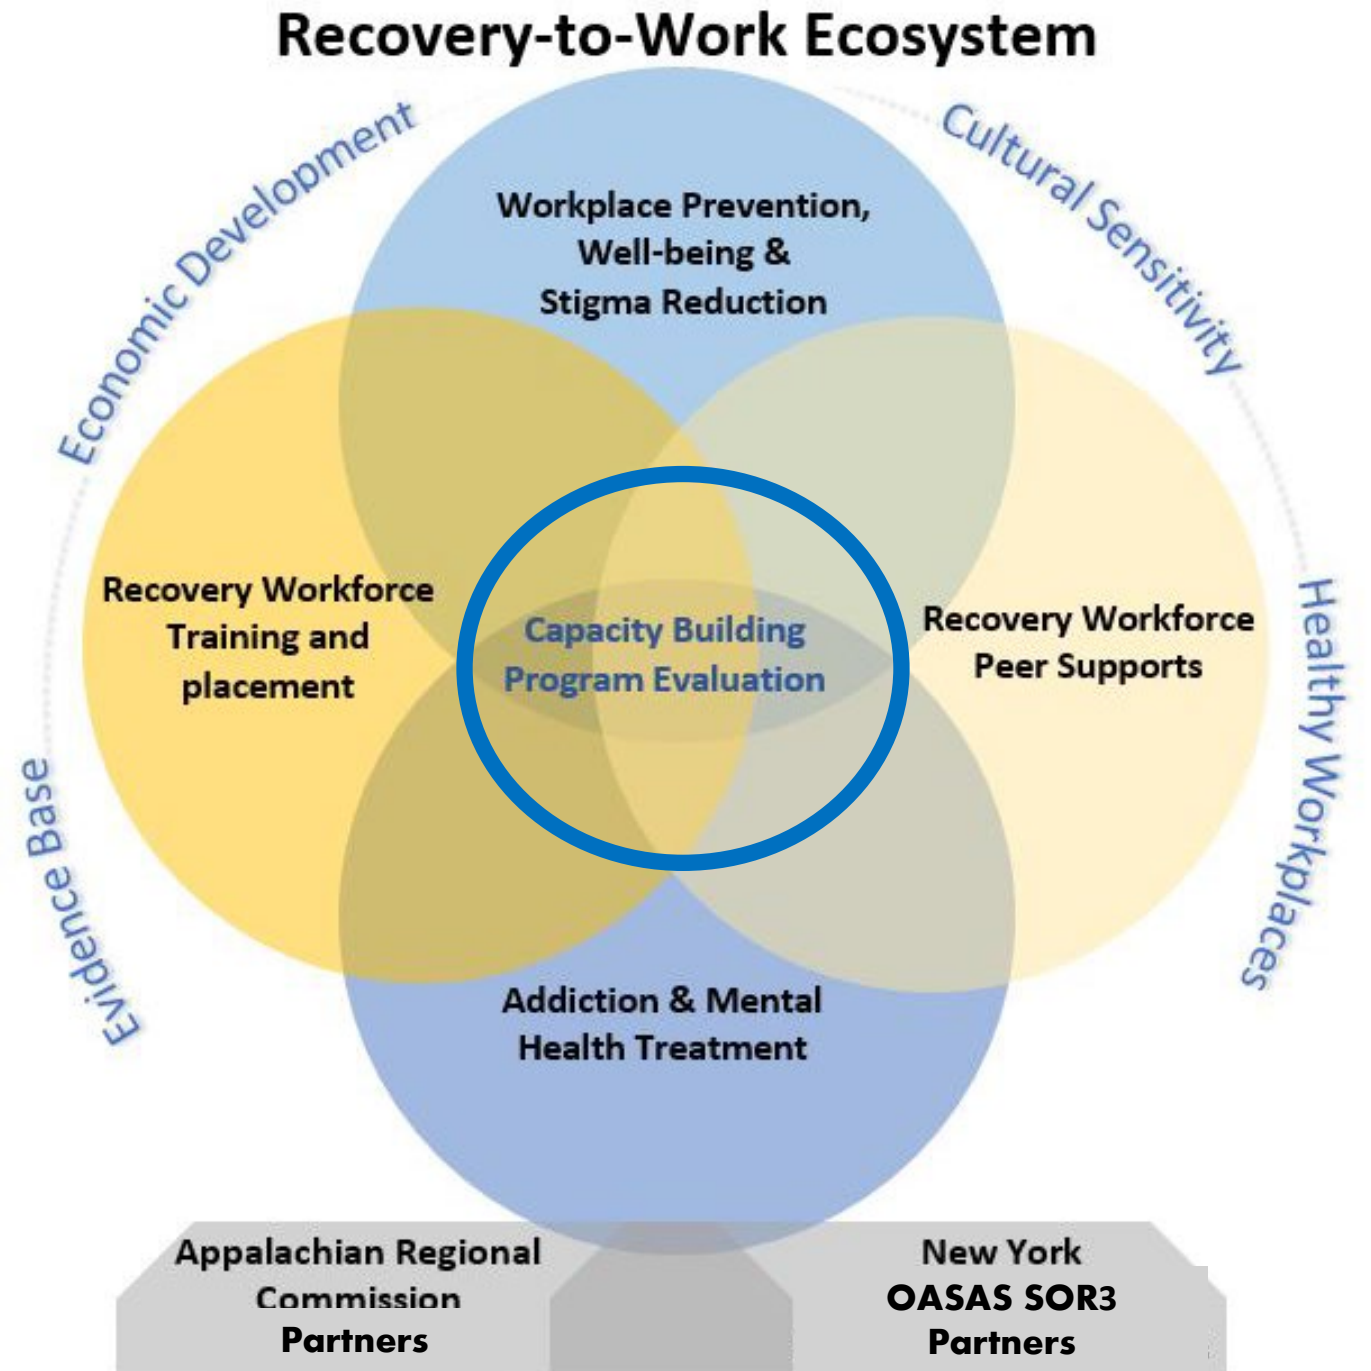 Recovery-to-Work Ecosystem
Economic Development
Cultural Sensitivity
Workplace Prevention,
Well-being &
Stigma Reduction
Recovery Workforce
Training and
placement
Capacity Building
Program Evaluation
Recovery Workforce
Peer Supports
Evidence Base
Healthy Workplaces
Addiction & Mental
Health Treatment
Appalachian Regional
Commission
Partners
New York
OASAS SOR3
Partners